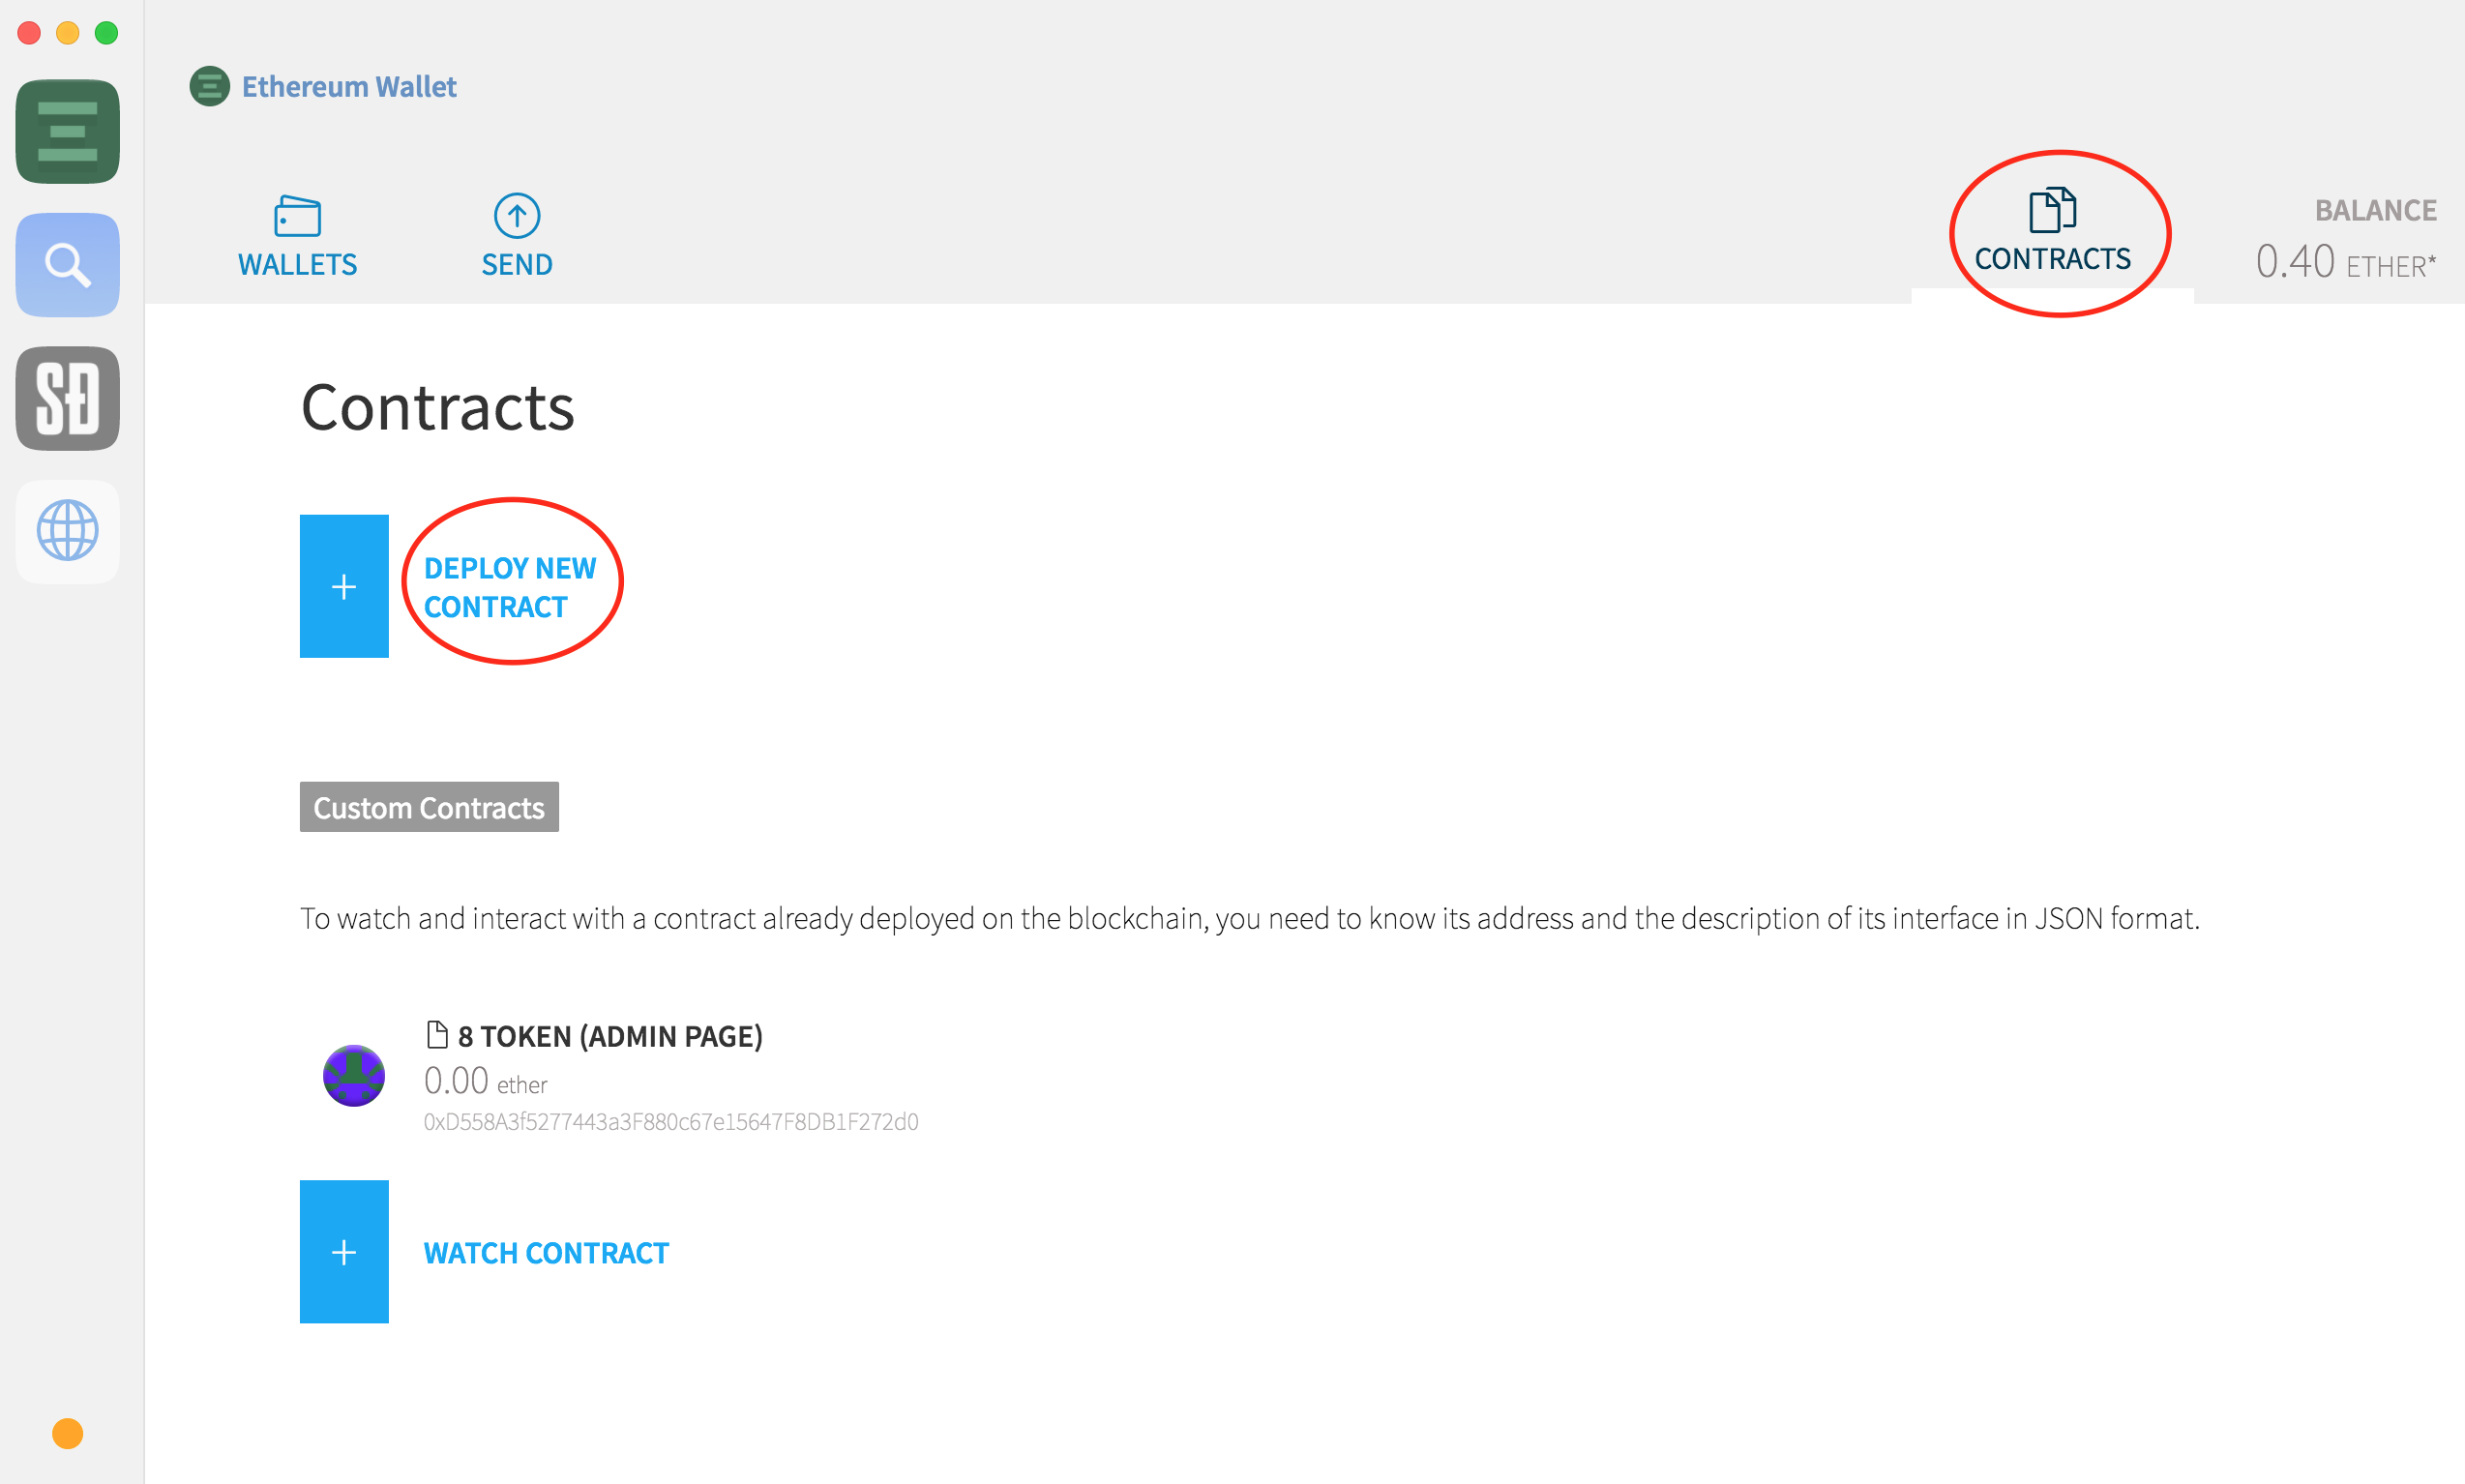 Ethereum Wallet
WALLETS
SEND
CONTRACTS
BALANCE
0.40 ETHER*
SD
Contracts
DEPLOY NEW
CONTRACT
Custom Contracts
To watch and interact with a contract already deployed on the blockchain, you need to know its address and the description of its interface in JSON format.
8 TOKEN (ADMIN PAGE)
0.00 ether
0xD558A3f5277443a3F880c67e15647F8DB1F272d0
WATCH CONTRACT